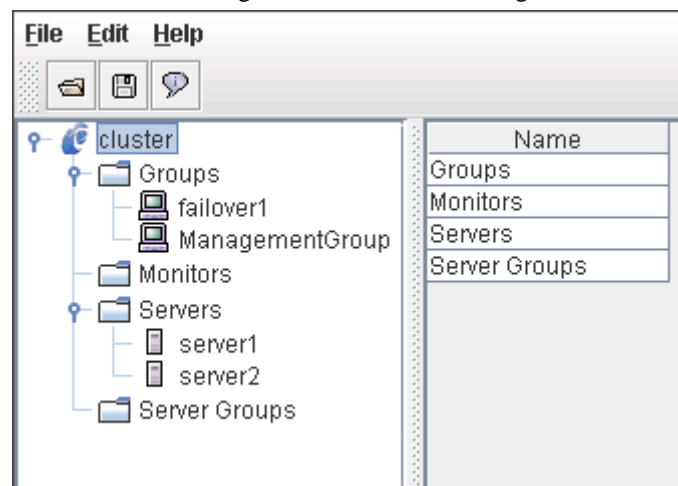 File Edit Help
cluster
Groups
failover1
ManagementGroup
Monitors
Servers
server1
server2
Server Groups
Name
Groups
Monitors
Servers
Server Groups